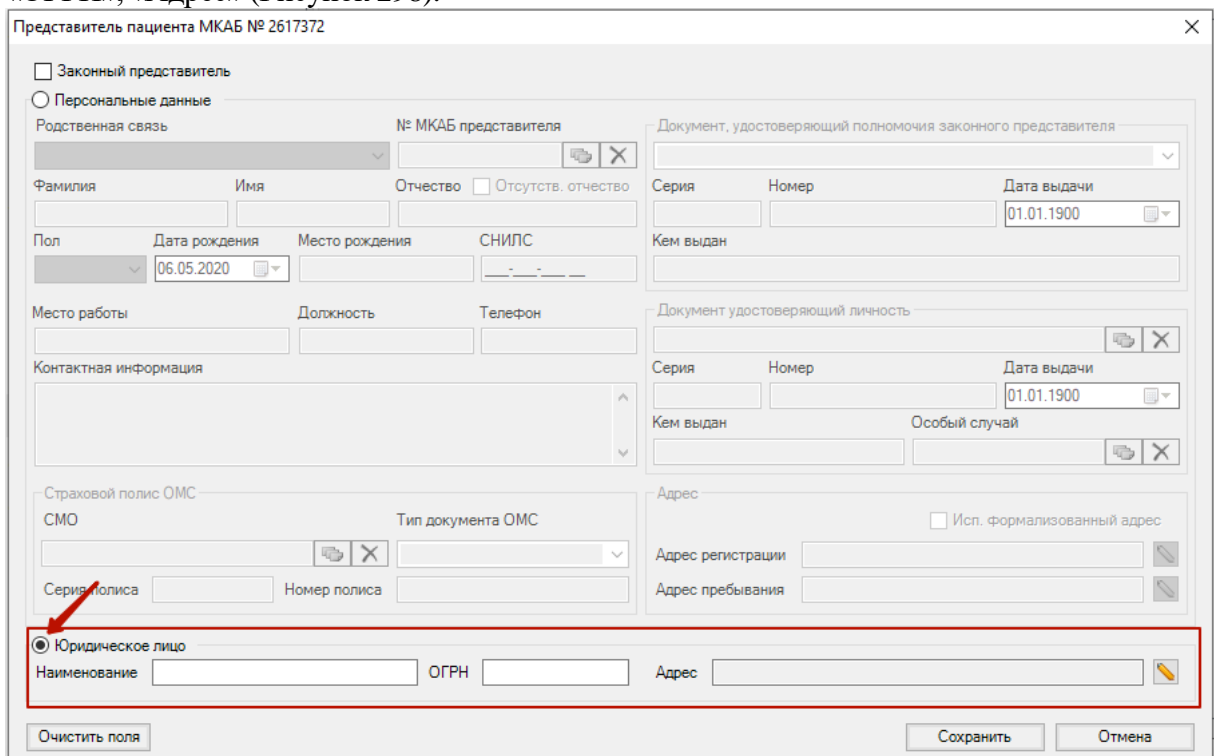 Представитель пациента МКАБ № 2617372
Законный представитель
Персональные данные
Родственная связь № МКАБ представителя
Документ, удостоверяющий полномочия законного представителя
Фамилия Имя Отчество Отсутств. отчество
Серия Номер Дата выдачи
01.01.1900
Пол Дата рождения Место рождения СНИЛС
Кем выдан
06.05.2020 ___-___-___ __
Место работы Должность Телефон
Документ удостоверяющий личность
Контактная информация
Серия Номер Дата выдачи
01.01.1900
Кем выдан Особый случай
Страховой полис ОМС
Адрес
СМО Тип документа ОМС
Исп. формализованный адрес
Адрес регистрации
Серия полиса Номер полиса
Адрес пребывания
Юридическое лицо
Наименование ОГРН Адрес
Очистить поля Сохранить Отмена